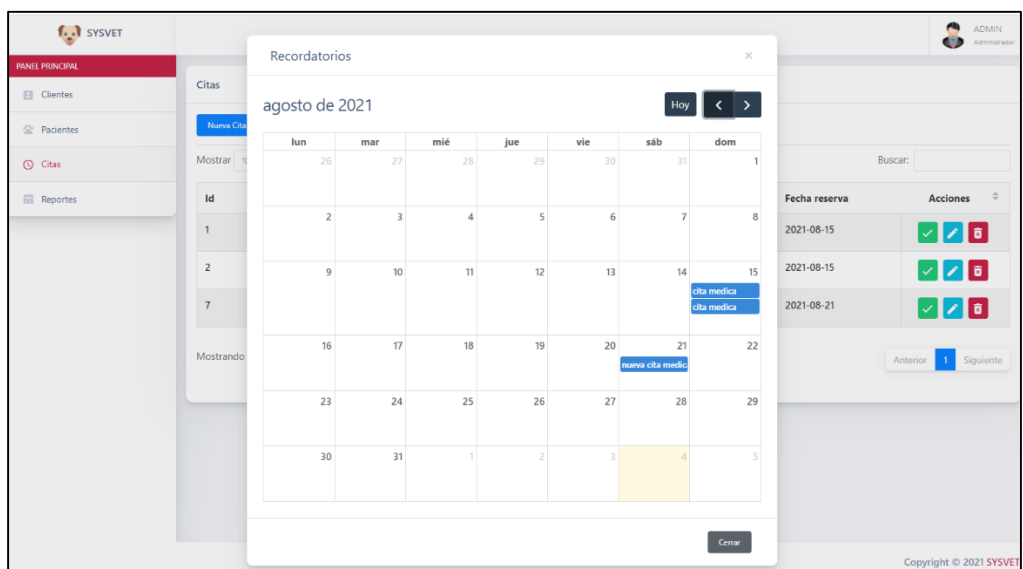 SYSVET
ADMIN
Administrador
PANEL PRINCIPAL
Clientes
Pacientes
Citas
Reportes
Citas
Nueva Cita
Mostrar
Buscar:
Id
Fecha reserva
Acciones
1
2021-08-15
2
2021-08-15
7
2021-08-21
Mostrando
Anterior 1 Siguiente
Recordatorios
×
agosto de 2021
Hoy
lun mar mié jue vie sáb dom
26 27 28 29 30 31 1
2 3 4 5 6 7 8
9 10 11 12 13 14 15
cita medica
cita medica
16 17 18 19 20 21 22
nueva cita medic
23 24 25 26 27 28 29
30 31 1 2 3 4 5
Cerrar
Copyright © 2021 SYSVET